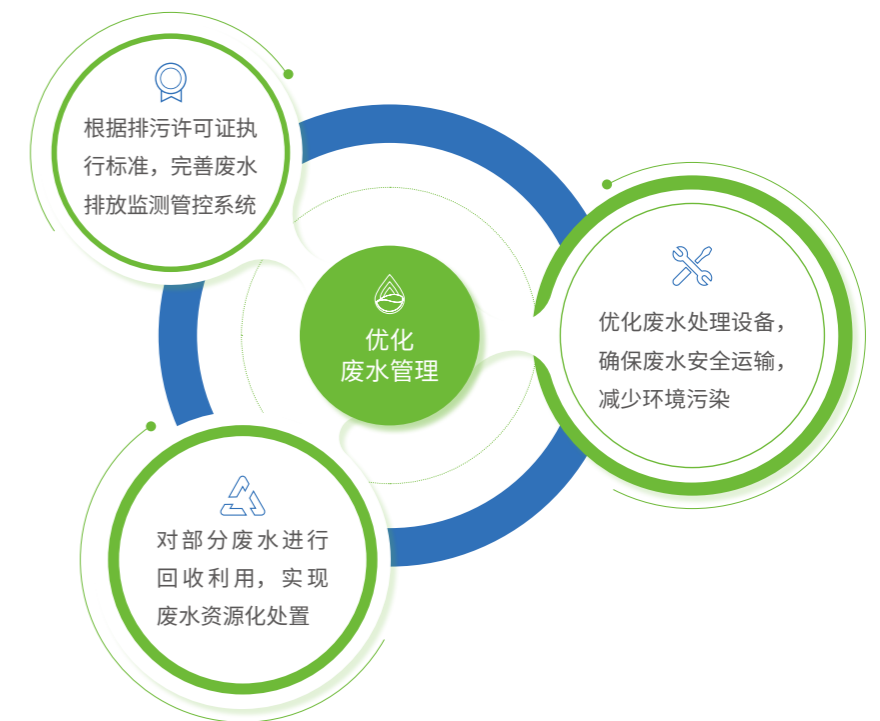 根据排污许可证执
行标准，完善废水
排放监测管控系统
优化
废水管理
优化废水处理设备，
确保废水安全运输，
减少环境污染
对部分废水进行
回收利用，实现
废水资源化处置